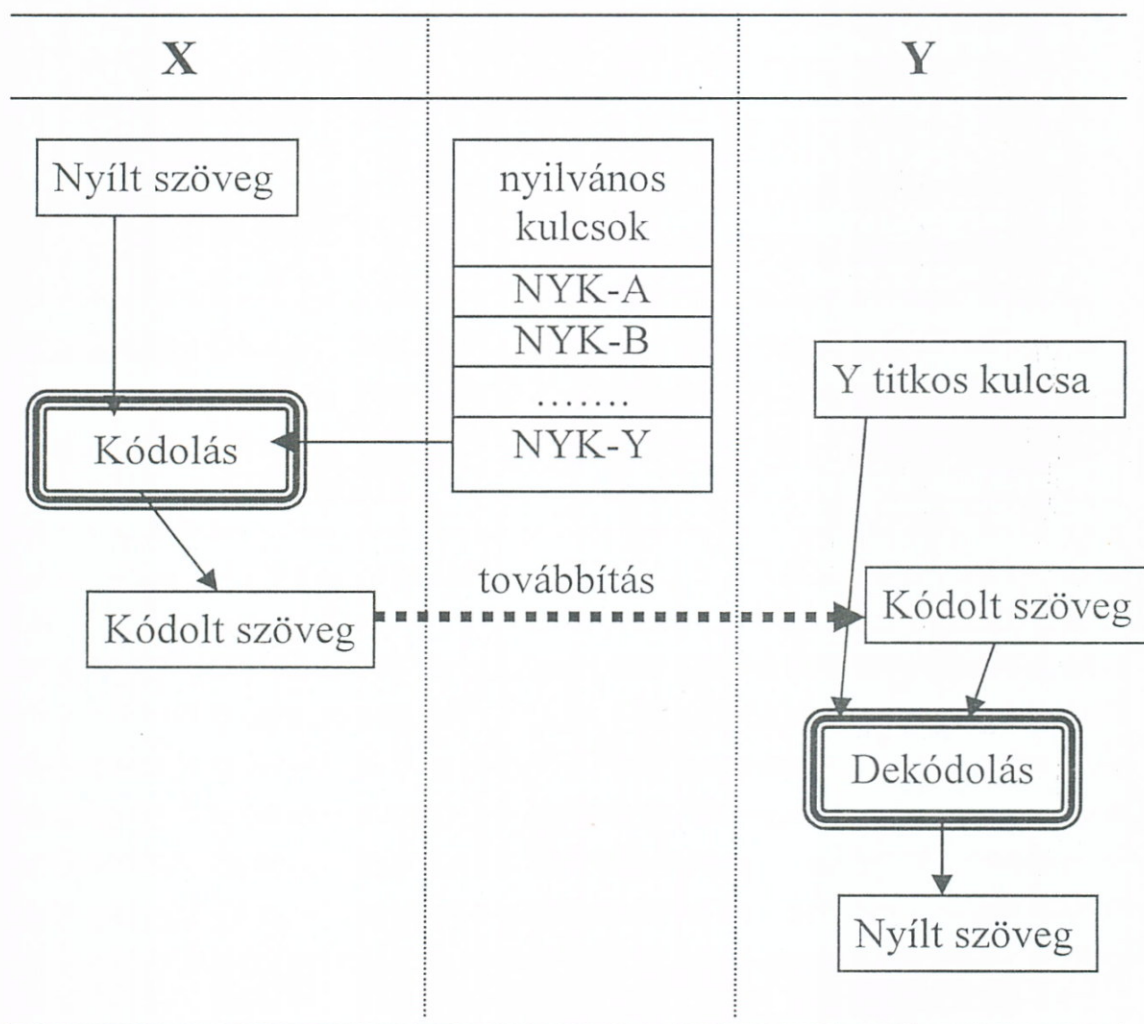 X
Y
Nyílt szöveg
nyilvános
kulcsok
NYK-A
NYK-B
.......
NYK-Y
Y titkos kulcsa
Kódolás
továbbítás
Kódolt szöveg
Kódolt szöveg
Dekódolás
Nyílt szöveg